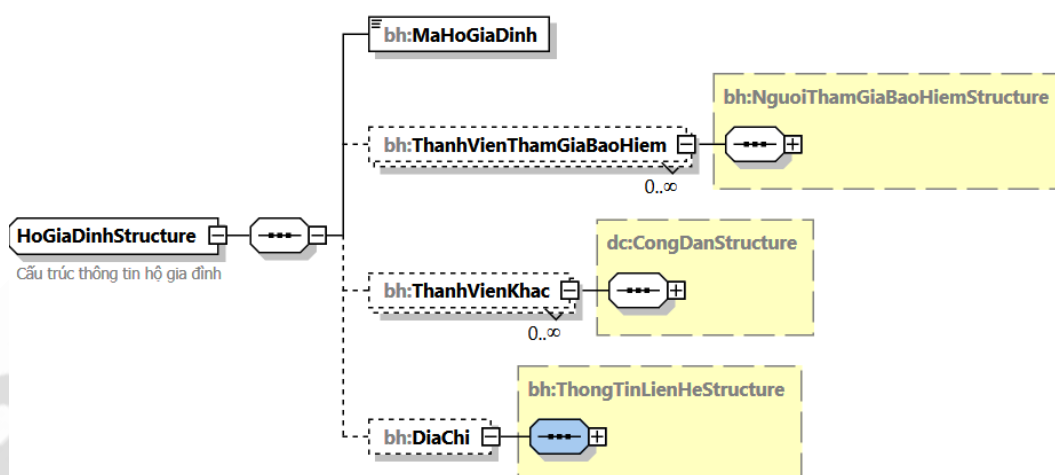 bh:MaHoGiaDinh
bh:NguoiThamGiaBaoHiemStructure
bh:ThanhVienThamGiaBaoHiem
0..∞
HoGiaDinhStructure
Cấu trúc thông tin hộ gia đình
dc:CongDanStructure
bh:ThanhVienKhac
0..∞
bh:ThongTinLienHeStructure
bh:DiaChi